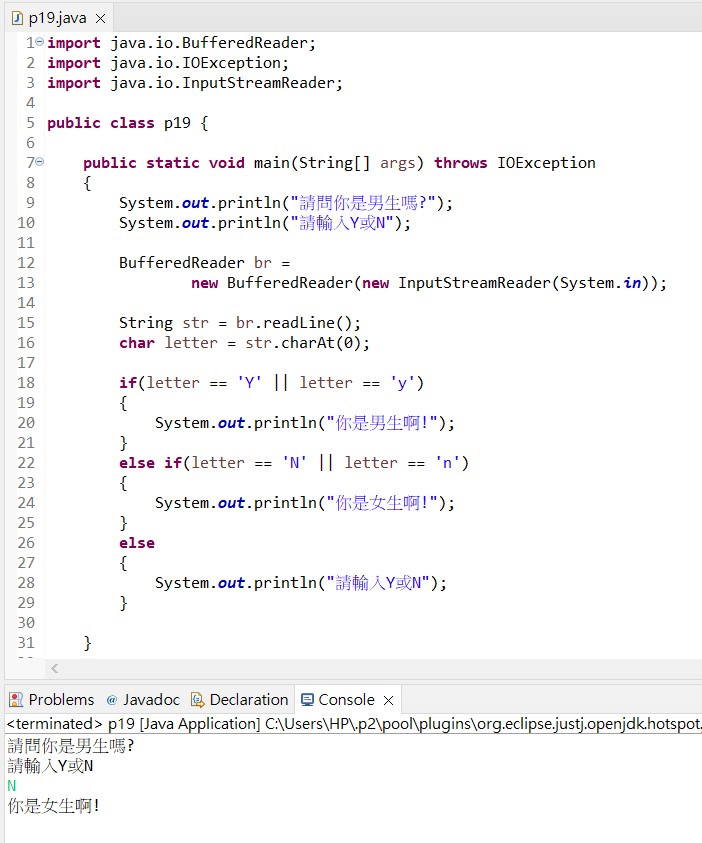 p19.java
1 import java.io.BufferedReader;
2 import java.io.IOException;
3 import java.io.InputStreamReader;
4
5 public class p19 {
6
7     public static void main(String[] args) throws IOException
8     {
9         System.out.println("請問你是男生嗎?");
10         System.out.println("請輸入Y或N");
11
12         BufferedReader br =
13                 new BufferedReader(new InputStreamReader(System.in));
14
15         String str = br.readLine();
16         char letter = str.charAt(0);
17
18         if(letter == 'Y' || letter == 'y')
19         {
20             System.out.println("你是男生啊!");
21         }
22         else if(letter == 'N' || letter == 'n')
23         {
24             System.out.println("你是女生啊!");
25         }
26         else
27         {
28             System.out.println("請輸入Y或N");
29         }
30
31     }
Problems @ Javadoc Declaration Console
<terminated> p19 [Java Application] C:\Users\HP\.p2\pool\plugins\org.eclipse.justj.openjdk.hotspot.
請問你是男生嗎?
請輸入Y或N
N
你是女生啊!